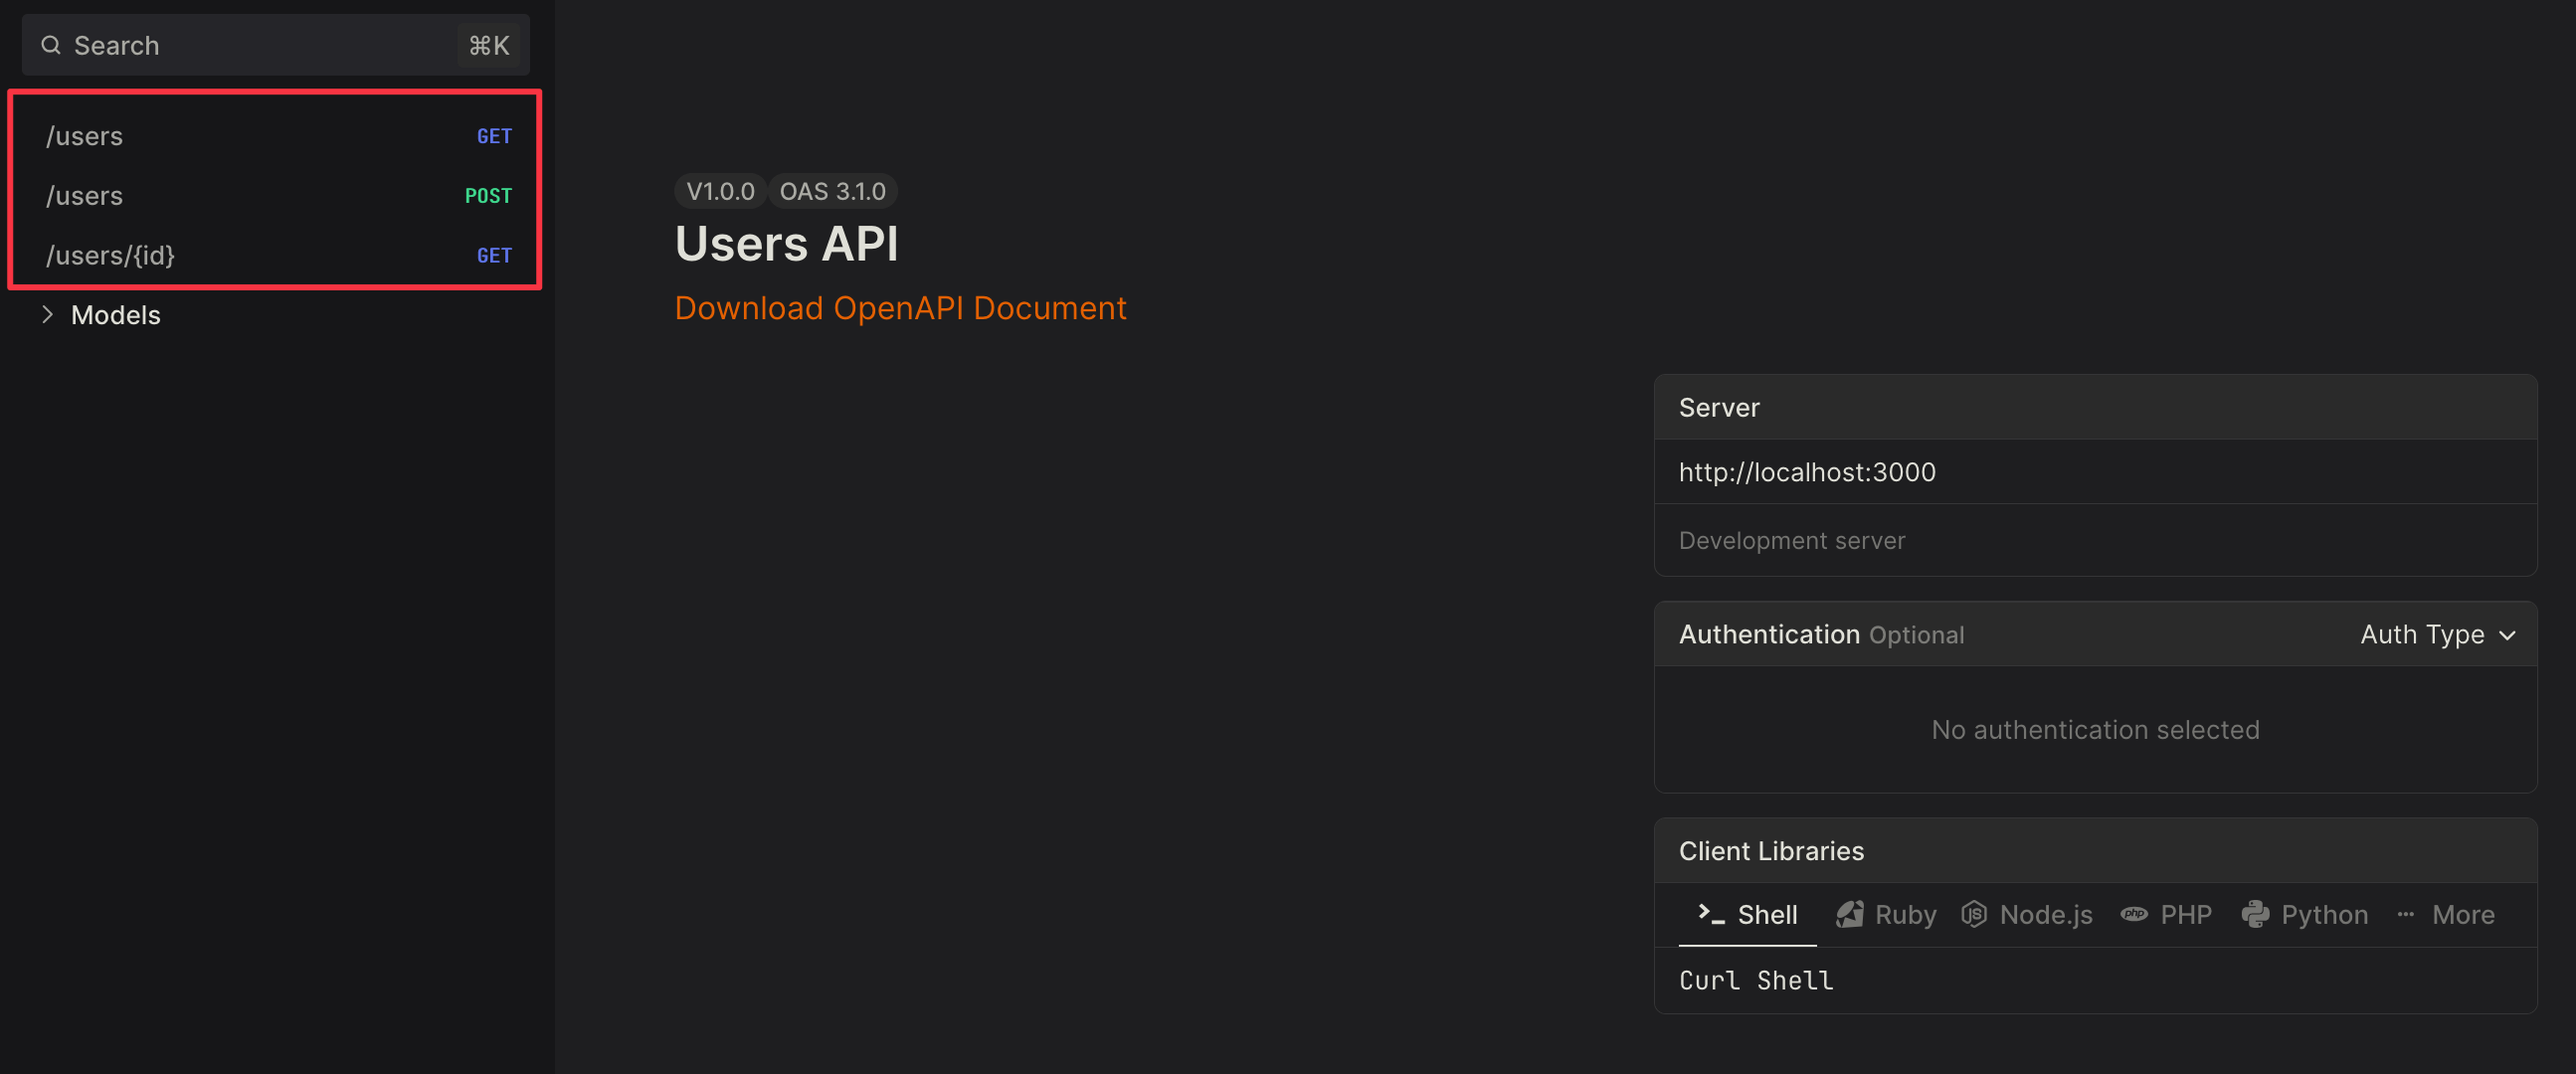 Search ⌘K
/users GET
/users POST
/users/{id} GET
Models
V1.0.0 OAS 3.1.0
Users API
Download OpenAPI Document
Server
http://localhost:3000
Development server
Authentication Optional Auth Type
No authentication selected
Client Libraries
Shell Ruby Node.js PHP Python ··· More
Curl Shell